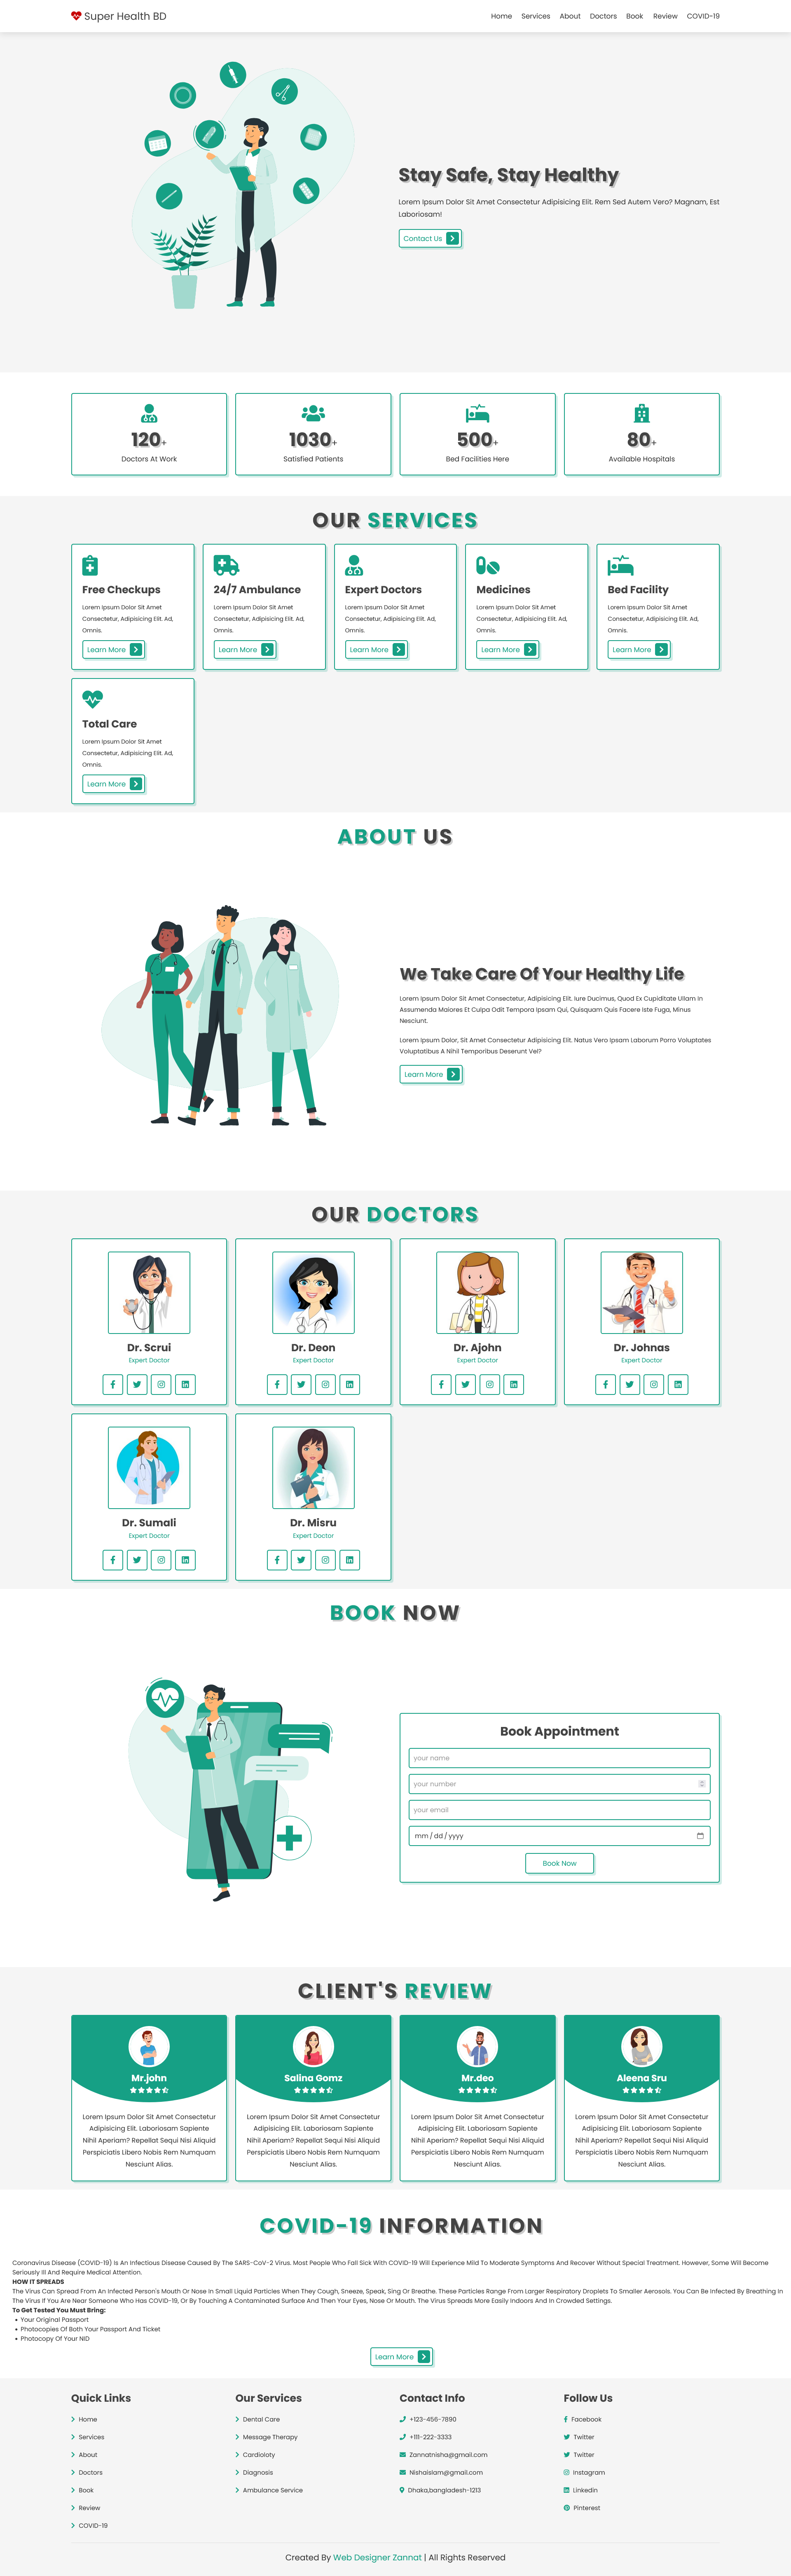 Super Health BD
Home Services About Doctors Book Review COVID-19
Stay Safe, Stay Healthy
Lorem Ipsum Dolor Sit Amet Consectetur Adipisicing Elit. Rem Sed Autem Vero? Magnam, Est
Laboriosam!
Contact Us
120+
Doctors At Work
1030+
Satisfied Patients
500+
Bed Facilities Here
80+
Available Hospitals
OUR SERVICES
Free Checkups
Lorem Ipsum Dolor Sit Amet
Consectetur, Adipisicing Elit. Ad,
Omnis.
Learn More
24/7 Ambulance
Lorem Ipsum Dolor Sit Amet
Consectetur, Adipisicing Elit. Ad,
Omnis.
Learn More
Expert Doctors
Lorem Ipsum Dolor Sit Amet
Consectetur, Adipisicing Elit. Ad,
Omnis.
Learn More
Medicines
Lorem Ipsum Dolor Sit Amet
Consectetur, Adipisicing Elit. Ad,
Omnis.
Learn More
Bed Facility
Lorem Ipsum Dolor Sit Amet
Consectetur, Adipisicing Elit. Ad,
Omnis.
Learn More
Total Care
Lorem Ipsum Dolor Sit Amet
Consectetur, Adipisicing Elit. Ad,
Omnis.
Learn More
ABOUT US
We Take Care Of Your Healthy Life
Lorem Ipsum Dolor Sit Amet Consectetur, Adipisicing Elit. Iure Ducimus, Quod Ex Cupiditate Ullam In
Assumenda Maiores Et Culpa Odit Tempora Ipsam Qui, Quisquam Quis Facere Iste Fuga, Minus
Nesciunt.
Lorem Ipsum Dolor, Sit Amet Consectetur Adipisicing Elit. Natus Vero Ipsam Laborum Porro Voluptates
Voluptatibus A Nihil Temporibus Deserunt Vel?
Learn More
OUR DOCTORS
Dr. Scrui
Expert Doctor
Dr. Deon
Expert Doctor
Dr. Ajohn
Expert Doctor
Dr. Johnas
Expert Doctor
Dr. Sumali
Expert Doctor
Dr. Misru
Expert Doctor
BOOK NOW
Book Appointment
your name
your number
your email
mm/dd/yyyy
Book Now
CLIENT'S REVIEW
Mr.john
Lorem Ipsum Dolor Sit Amet Consectetur
Adipisicing Elit. Laboriosam Sapiente
Nihil Aperiam? Repellat Sequi Nisi Aliquid
Perspiciatis Libero Nobis Rem Numquam
Nesciunt Alias.
Salina Gomz
Lorem Ipsum Dolor Sit Amet Consectetur
Adipisicing Elit. Laboriosam Sapiente
Nihil Aperiam? Repellat Sequi Nisi Aliquid
Perspiciatis Libero Nobis Rem Numquam
Nesciunt Alias.
Mr.deo
Lorem Ipsum Dolor Sit Amet Consectetur
Adipisicing Elit. Laboriosam Sapiente
Nihil Aperiam? Repellat Sequi Nisi Aliquid
Perspiciatis Libero Nobis Rem Numquam
Nesciunt Alias.
Aleena Sru
Lorem Ipsum Dolor Sit Amet Consectetur
Adipisicing Elit. Laboriosam Sapiente
Nihil Aperiam? Repellat Sequi Nisi Aliquid
Perspiciatis Libero Nobis Rem Numquam
Nesciunt Alias.
COVID-19 INFORMATION
Coronavirus Disease (COVID-19) Is An Infectious Disease Caused By The SARS-CoV-2 Virus. Most People Who Fall Sick With COVID-19 Will Experience Mild To Moderate Symptoms And Recover Without Special Treatment. However, Some Will Become
Seriously Ill And Require Medical Attention.
HOW IT SPREADS
The Virus Can Spread From An Infected Person's Mouth Or Nose In Small Liquid Particles When They Cough, Sneeze, Speak, Sing Or Breathe. These Particles Range From Larger Respiratory Droplets To Smaller Aerosols. You Can Be Infected By Breathing In
The Virus If You Are Near Someone Who Has COVID-19, Or By Touching A Contaminated Surface And Then Your Eyes, Nose Or Mouth. The Virus Spreads More Easily Indoors And In Crowded Settings.
To Get Tested You Must Bring:
• Your Original Passport
• Photocopies Of Both Your Passport And Ticket
• Photocopy Of Your NID
Learn More
Quick Links
Home
Services
About
Doctors
Book
Review
COVID-19
Our Services
Dental Care
Message Therapy
Cardioloty
Diagnosis
Ambulance Service
Contact Info
+123-456-7890
+111-222-3333
Zannatnisha@gmail.com
Nishaislam@gmail.com
Dhaka,bangladesh-1213
Follow Us
Facebook
Twitter
Twitter
Instagram
Linkedin
Pinterest
Created By Web Designer Zannat | All Rights Reserved